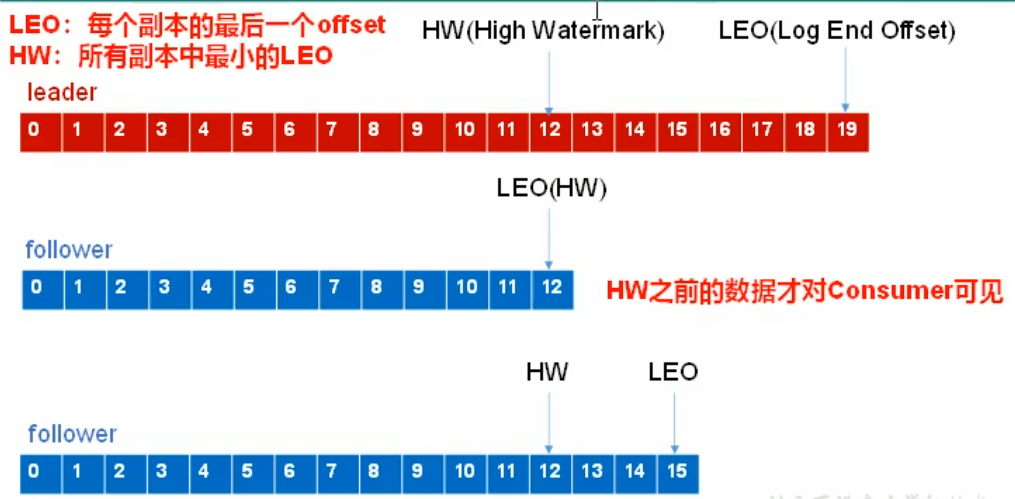 LEO：每个副本的最后一个offset
HW：所有副本中最小的LEO
HW(High Watermark)
LEO(Log End Offset)
leader
0 1 2 3 4 5 6 7 8 9 10 11 12 13 14 15 16 17 18 19
LEO(HW)
follower
0 1 2 3 4 5 6 7 8 9 10 11 12
HW之前的数据才对Consumer可见
HW
LEO
follower
0 1 2 3 4 5 6 7 8 9 10 11 12 13 14 15